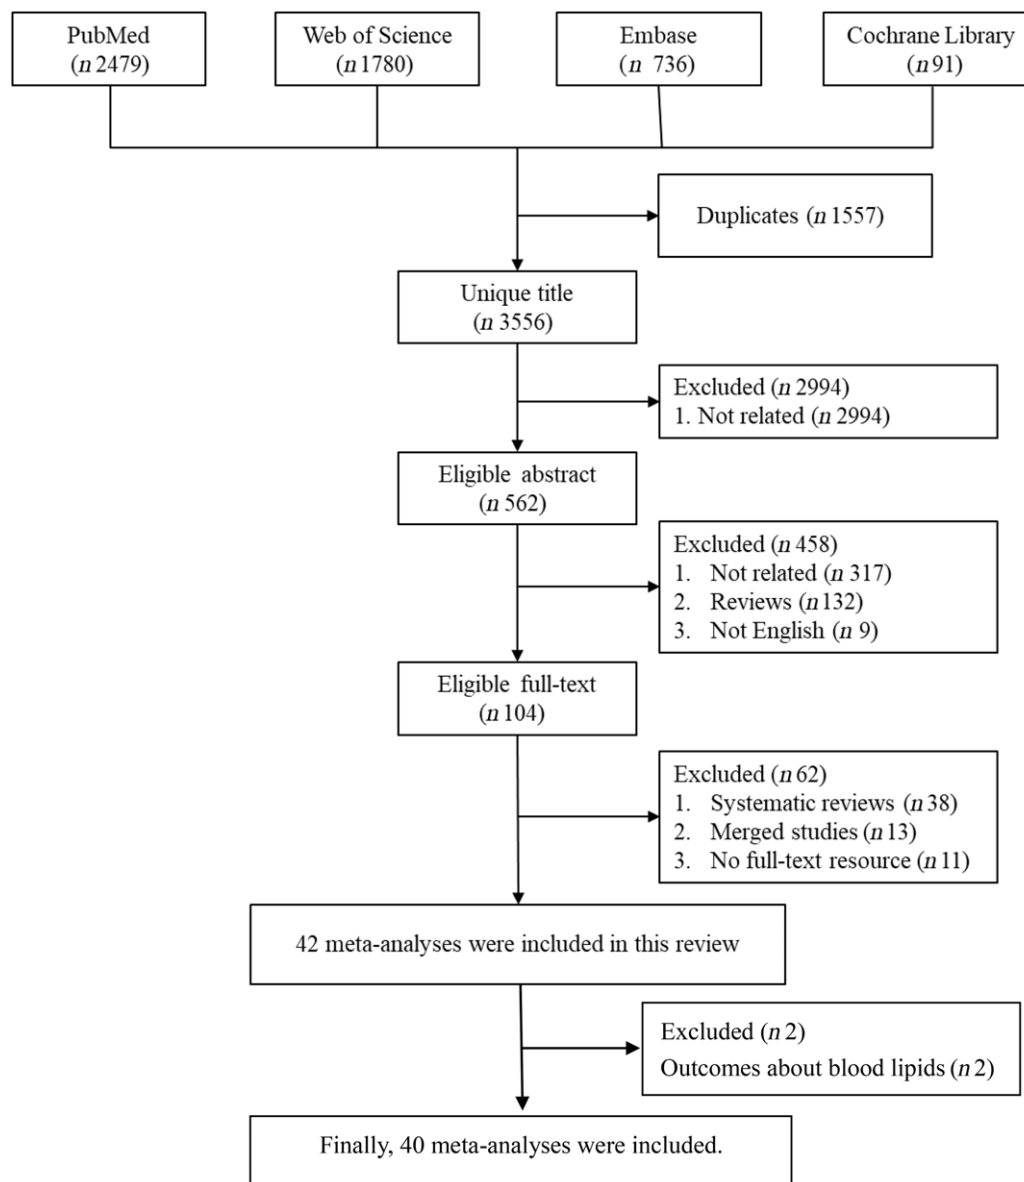 PubMed
(n 2479)
Web of Science
(n 1780)
Embase
(n 736)
Cochrane Library
(n 91)
Duplicates (n 1557)
Unique title
(n 3556)
Excluded (n 2994)
1. Not related (n 2994)
Eligible abstract
(n 562)
Excluded (n 458)
1. Not related (n 317)
2. Reviews (n 132)
3. Not English (n 9)
Eligible full-text
(n 104)
Excluded (n 62)
1. Systematic reviews (n 38)
2. Merged studies (n 13)
3. No full-text resource (n 11)
42 meta-analyses were included in this review
Excluded (n 2)
Outcomes about blood lipids (n 2)
Finally, 40 meta-analyses were included.